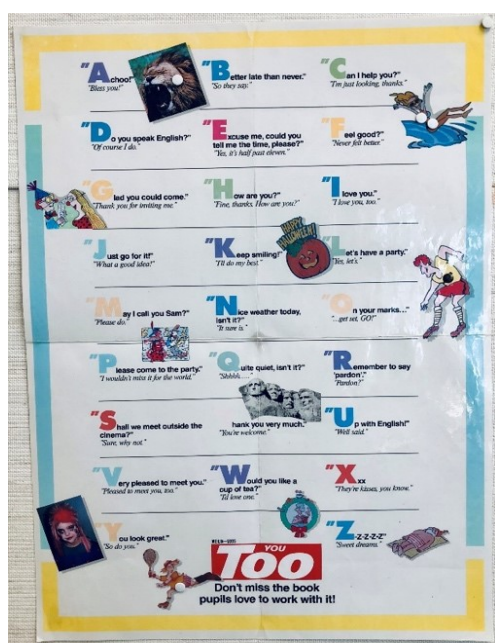 "Achoo!" "Better late than never." "Can I help you?"
"Bless you!" "So they say." "I'm just looking, thanks."
"Do you speak English?" "Excuse me, could you "Feel good?"
"Of course I do." tell me the time, please?" "Never felt better."
"Yes, it's half past eleven."
"Glad you could come." "How are you?" "I love you."
"Thank you for inviting me." "Fine, thanks. How are you?" "I love you, too."
HAPPY
HALLOWEEN!
"Just go for it!" "Keep smiling!" "Let's have a party."
"What a good idea!" "I'll do my best." "Yes, let's."
"May I call you Sam?" "Nice weather today, "On your marks..."
"Please do." isn't it?" "...get set, GO!"
"It sure is."
"Please come to the party." "Quite quiet, isn't it?" "Remember to say
"I wouldn't miss it for the world." "Shhhh....." 'pardon'."
"Pardon?"
"Shall we meet outside the "Thank you very much." "Up with English!"
cinema?" "You're welcome." "Well said."
"Sure, why not."
"Very pleased to meet you." "Would you like a "Xxx
"Pleased to meet you, too." cup of tea?" "They're kisses, you know."
"I'd love one."
"You look great." "Z-z-z-z-z"
"So do you." "Sweet dreams."
YOU
TOO
Don't miss the book
pupils love to work with it!